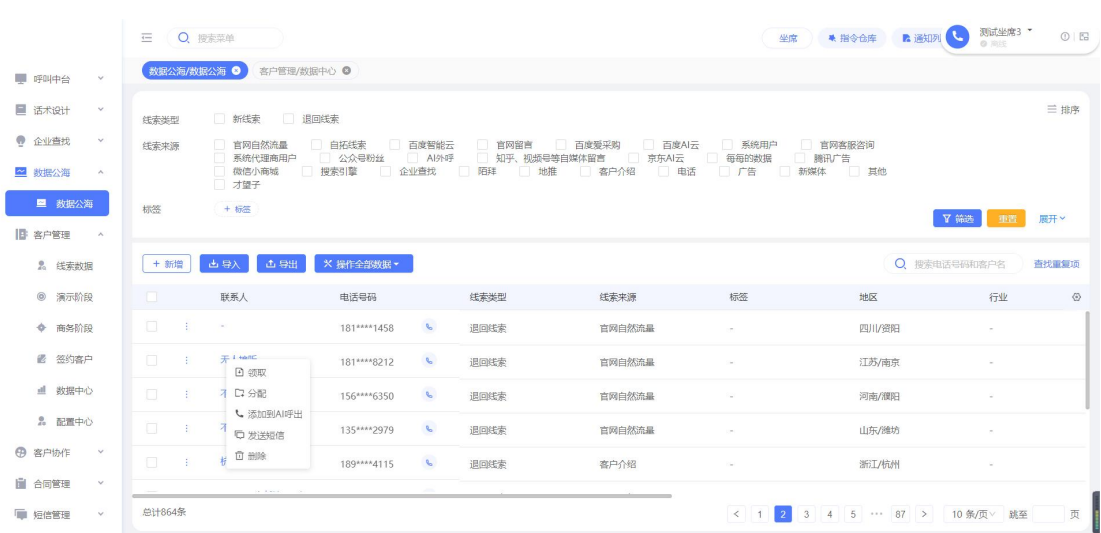 搜索菜单
坐席 指令仓库 通知列 测试坐席3
离线
数据公海/数据公海 客户管理/数据中心
呼叫中台
话术设计
企业查找
数据公海
数据公海
客户管理
线索数据
演示阶段
商务阶段
签约客户
数据中心
配置中心
客户协作
合同管理
短信管理
排序
线索类型 新线索 退回线索
线索来源 官网自然流量 自拓线索 百度智能云 官网留言 百度爱采购 百度AI云 系统用户 官网客服咨询
系统代理商用户 公众号粉丝 AI外呼 知乎、视频号等自媒体留言 京东AI云 每每的数据 腾讯广告
微信小商城 搜索引擎 企业查找 陌拜 地推 客户介绍 电话 广告 新媒体 其他
才望子
标签 + 标签
筛选 重置 展开
+ 新增 导入 导出 操作全部数据 搜索电话号码和客户名 查找重复项
联系人 电话号码 线索类型 线索来源 标签 地区 行业
- 181****1458 退回线索 官网自然流量 - 四川/资阳 -
181****8212 退回线索 官网自然流量 - 江苏/南京 -
156****6350 退回线索 官网自然流量 - 河南/濮阳 -
135****2979 退回线索 官网自然流量 - 山东/潍坊 -
189****4115 退回线索 客户介绍 - 浙江/杭州 -
领取
分配
添加到AI呼出
发送短信
删除
总计864条 < 1 2 3 4 5 ··· 87 > 10 条/页 跳至 页